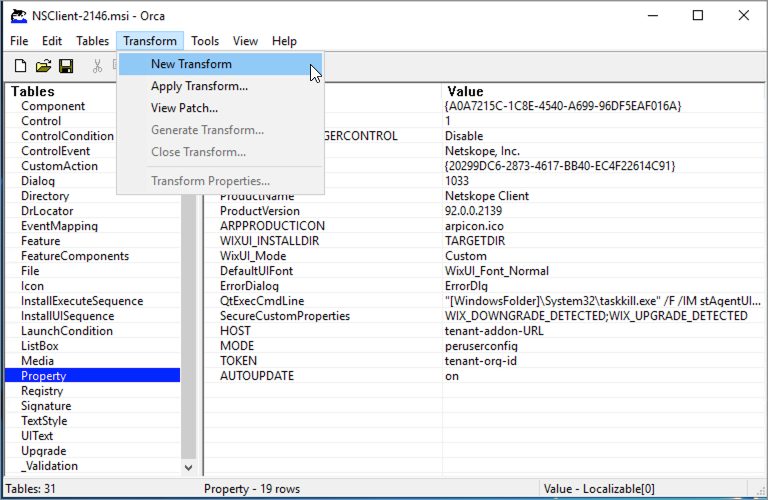 NSClient-2146.msi - Orca
File Edit Tables Transform Tools View Help
New Transform
Apply Transform...
View Patch...
Generate Transform...
Close Transform...
Transform Properties...
Tables
Component
Control
ControlCondition
ControlEvent
CustomAction
Dialog
Directory
DrLocator
EventMapping
Feature
FeatureComponents
File
Icon
InstallExecuteSequence
InstallUISequence
LaunchCondition
ListBox
Media
Property
Registry
Signature
TextStyle
UIText
Upgrade
_Validation
Value
{A0A7215C-1C8E-4540-A699-96DF5EAF016A}
1
GERCONTROL Disable
Netskope, Inc.
{20299DC6-2873-4617-BB40-EC4F22614C91}
1033
ProductName Netskope Client
ProductVersion 92.0.0.2139
ARPPRODUCTICON arpicon.ico
WIXUI_INSTALLDIR TARGETDIR
WixUI_Mode Custom
DefaultUIFont WixUI_Font_Normal
ErrorDialog ErrorDlg
QtExecCmdLine "[WindowsFolder]\System32\taskkill.exe" /F /IM stAgentUI...
SecureCustomProperties WIX_DOWNGRADE_DETECTED;WIX_UPGRADE_DETECTED
HOST tenant-addon-URL
MODE peruserconfig
TOKEN tenant-org-id
AUTOUPDATE on
Tables: 31 Property - 19 rows Value - Localizable[0]